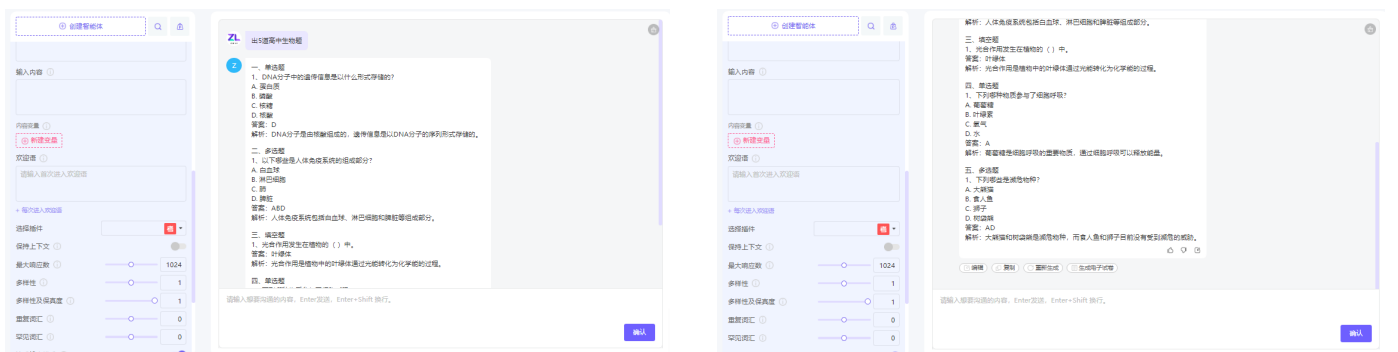 创建智能体
输入内容
内容变量
新建变量
欢迎语
请输入首次进入欢迎语
+ 每次进入欢迎语
选择插件
保持上下文
最大响应数 1024
多样性 1
多样性及保真度 1
重复词汇 0
罕见词汇 0
ZL
出5道高中生物题
Z
一、单选题
1、DNA分子中的遗传信息是以什么形式存储的?
A. 蛋白质
B. 磷酸
C. 核糖
D. 核酸
答案: D
解析: DNA分子是由核酸组成的, 遗传信息是以DNA分子的序列形式存储的。
二、多选题
1、以下哪些是人体免疫系统的组成部分?
A. 白血球
B. 淋巴细胞
C. 肺
D. 脾脏
答案: ABD
解析: 人体免疫系统包括白血球、淋巴细胞和脾脏等组成部分。
三、填空题
1、光合作用发生在植物的 ( ) 中。
答案: 叶绿体
解析: 光合作用是植物中的叶绿体通过光能转化为化学能的过程。
四、单选题
请输入想要沟通的内容, Enter发送, Enter+Shift 换行。
确认
创建智能体
输入内容
内容变量
新建变量
欢迎语
请输入首次进入欢迎语
+ 每次进入欢迎语
选择插件
保持上下文
最大响应数 1024
多样性 1
多样性及保真度 1
重复词汇 0
罕见词汇 0
解析: 人体免疫系统包括白血球、淋巴细胞和脾脏等组成部分。
三、填空题
1、光合作用发生在植物的 ( ) 中。
答案: 叶绿体
解析: 光合作用是植物中的叶绿体通过光能转化为化学能的过程。
四、单选题
1、下列哪种物质参与了细胞呼吸?
A. 葡萄糖
B. 叶绿素
C. 氧气
D. 水
答案: A
解析: 葡萄糖是细胞呼吸的重要物质, 通过细胞呼吸可以释放能量。
五、多选题
1、下列哪些是濒危物种?
A. 大熊猫
B. 食人鱼
C. 狮子
D. 树袋熊
答案: AD
解析: 大熊猫和树袋熊是濒危物种, 而食人鱼和狮子目前没有受到濒危的威胁。
编辑 复制 重新生成 生成电子试卷
请输入想要沟通的内容, Enter发送, Enter+Shift 换行。
确认